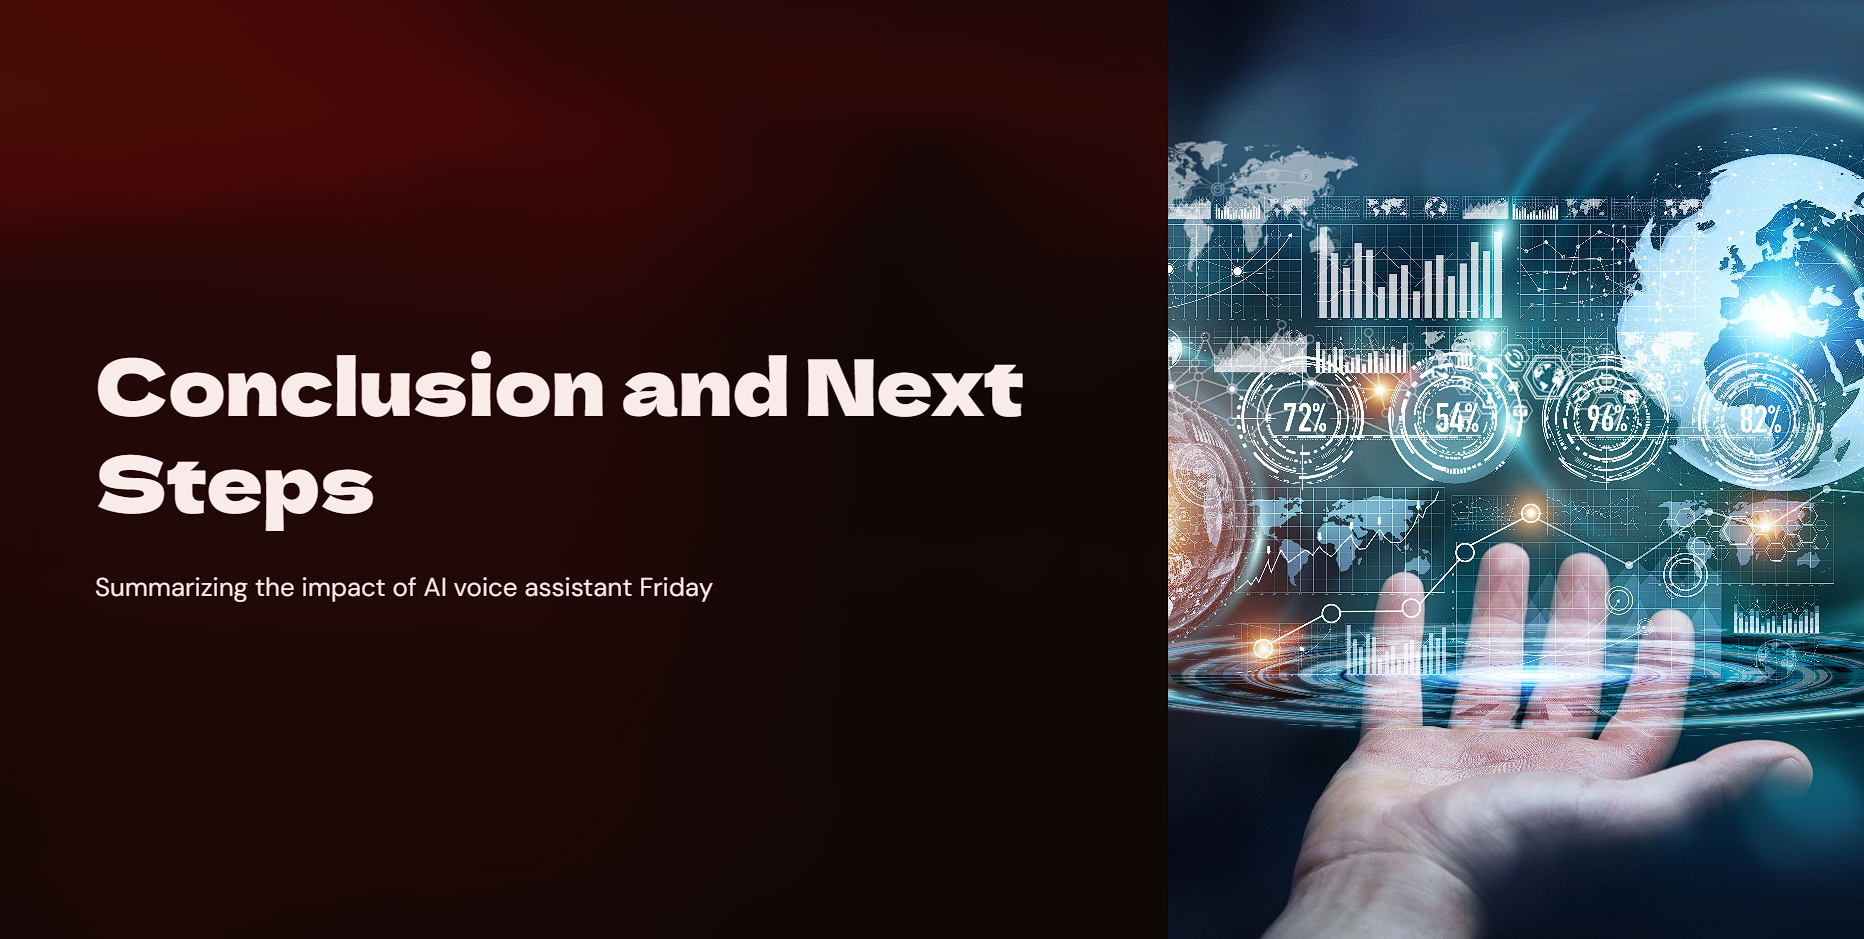 Conclusion and Next
Steps
Summarizing the impact of AI voice assistant Friday
72%
54%
96%
82%